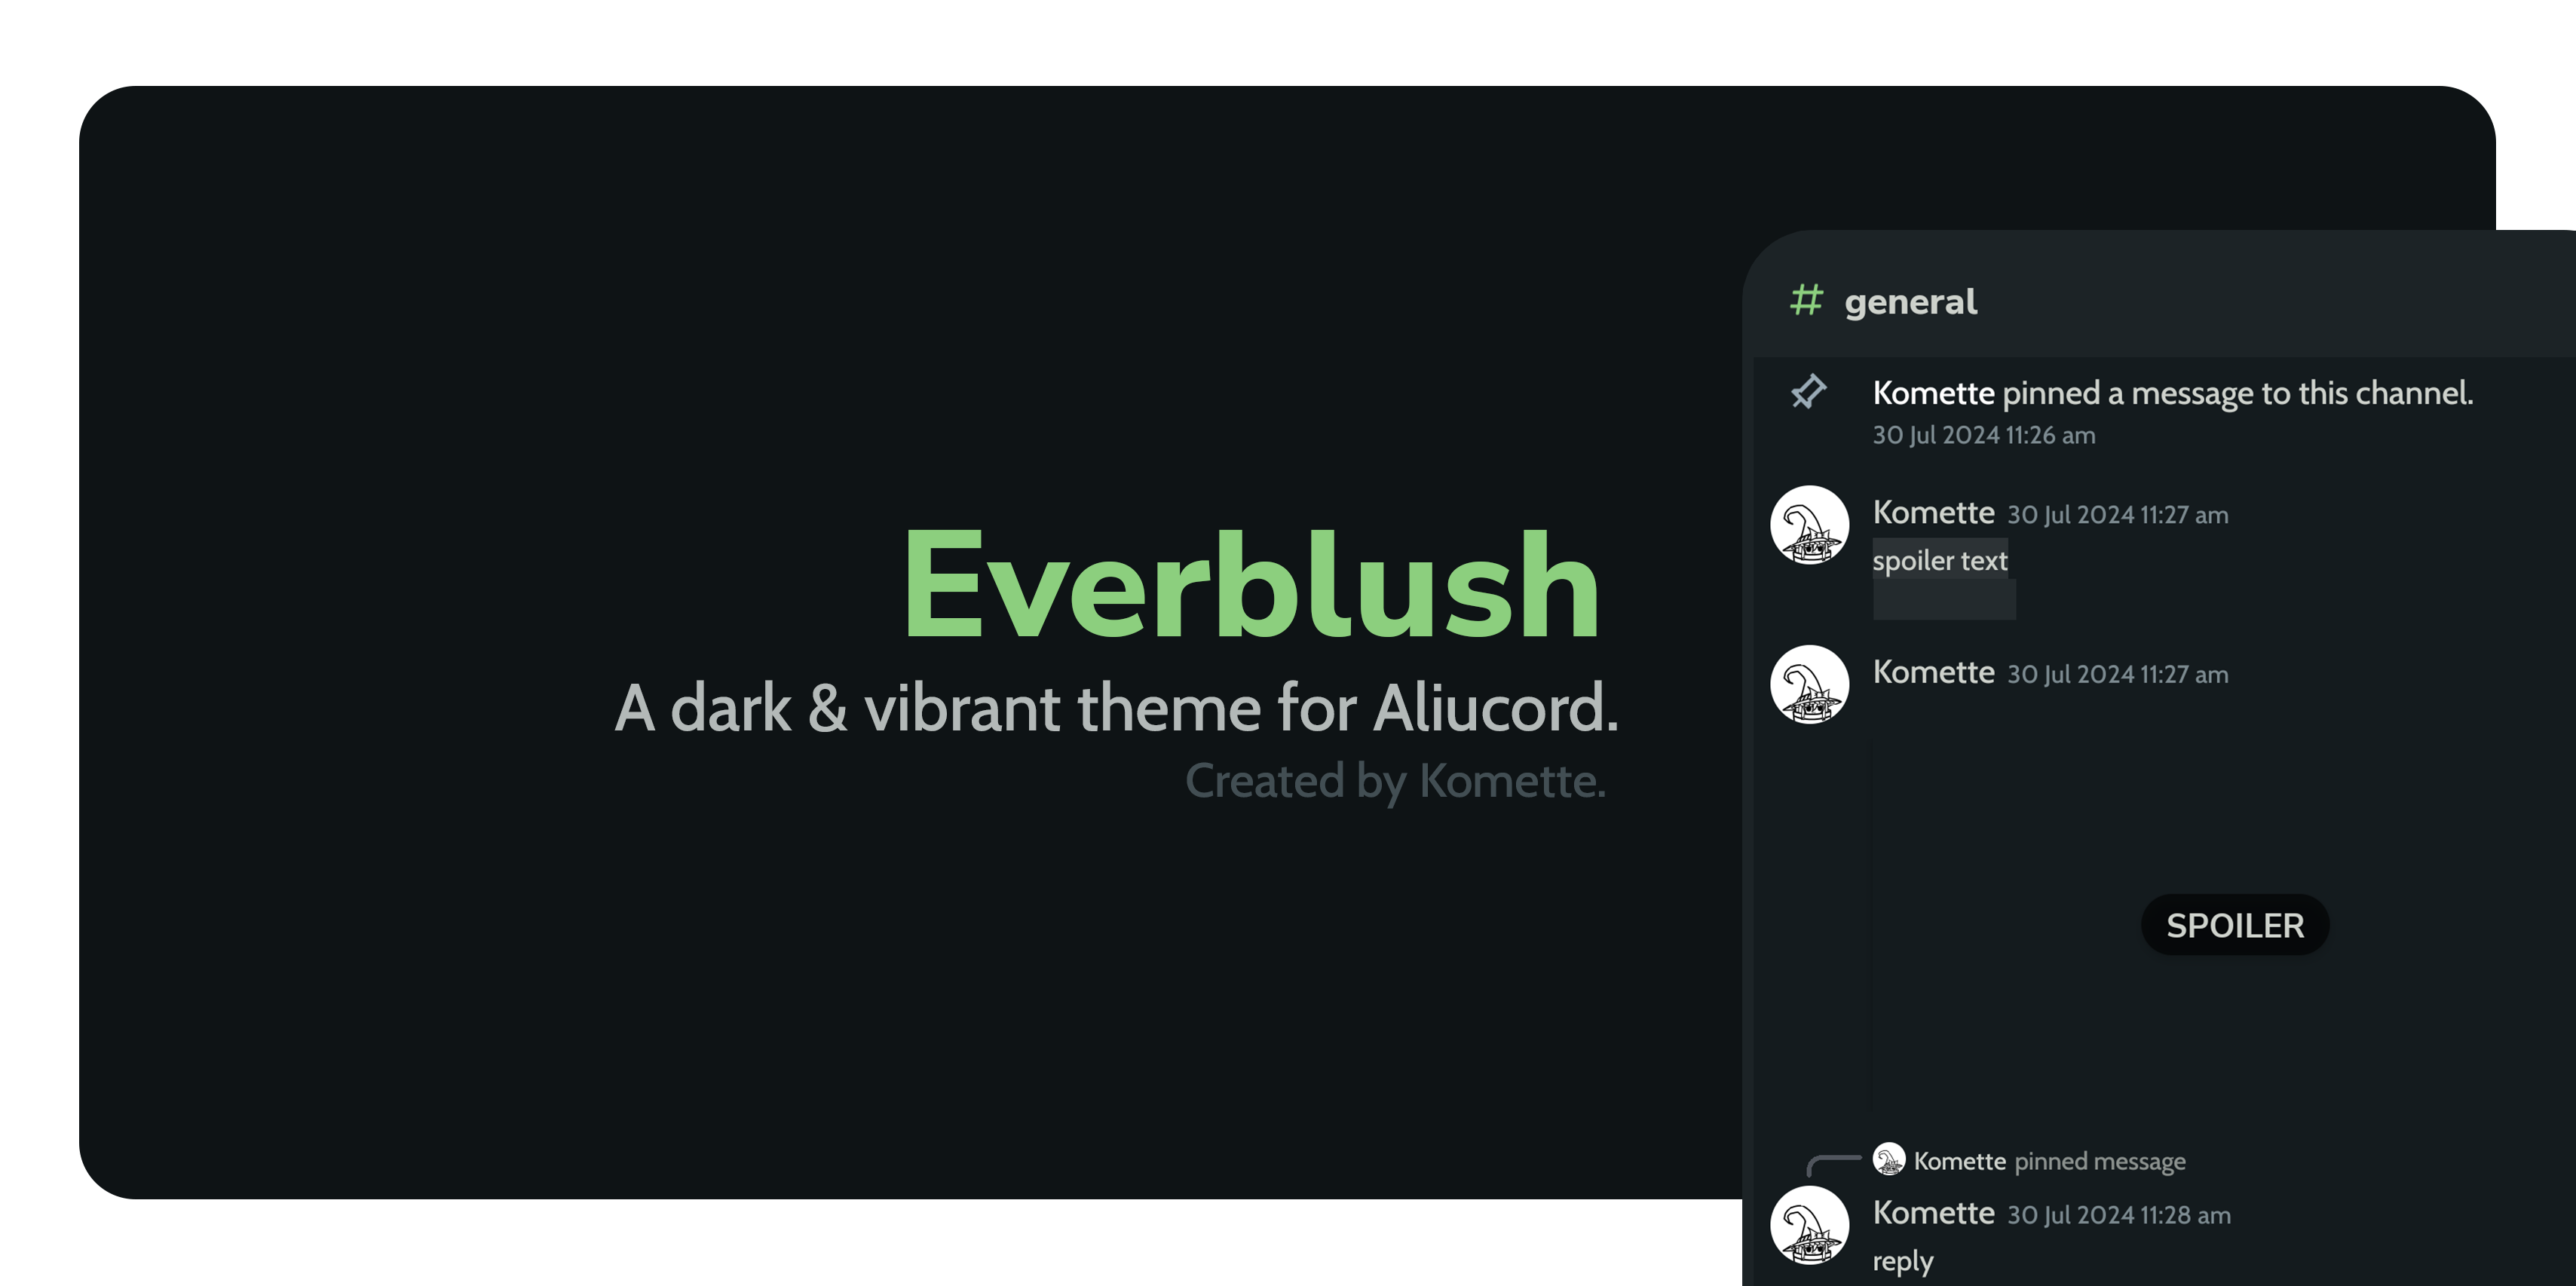 Everblush
A dark & vibrant theme for Aliucord.
Created by Komette.
# general
Komette pinned a message to this channel.
30 Jul 2024 11:26 am
Komette 30 Jul 2024 11:27 am
spoiler text
Komette 30 Jul 2024 11:27 am
SPOILER
Komette pinned message
Komette 30 Jul 2024 11:28 am
reply